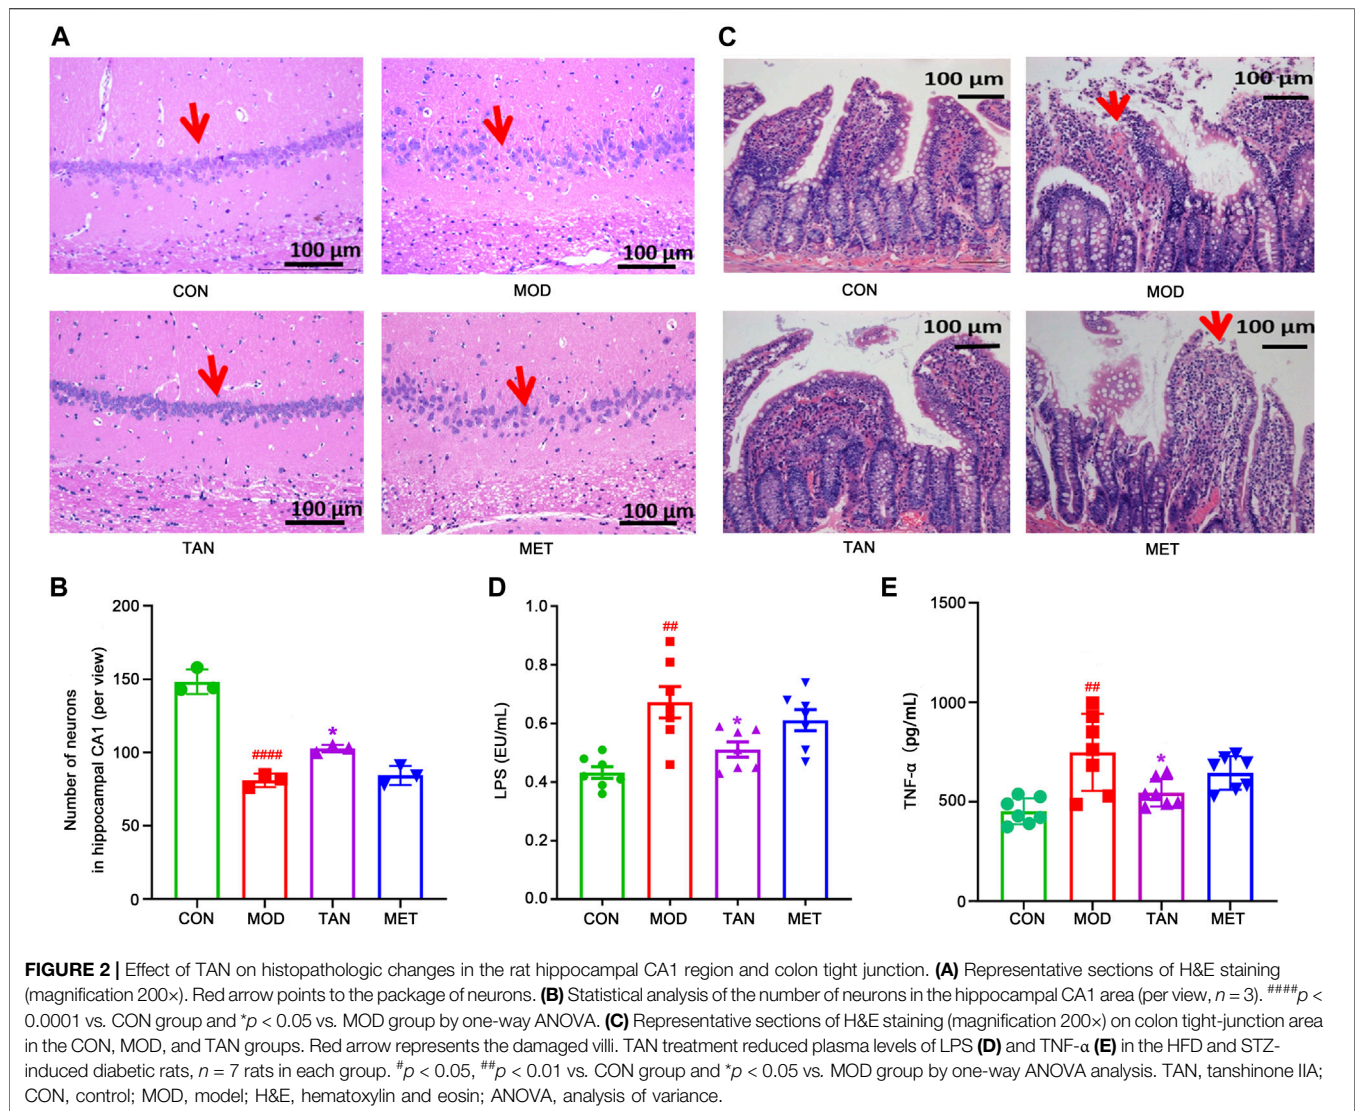 A
C
100 µm
100 µm
100 µm
100 µm
CON
MOD
CON
MOD
100 µm
100 µm
100 µm
100 µm
TAN
MET
TAN
MET
B
Number of neurons
in hippocampal CA1 (per view)
200
150
100
50
0
####
*
CON MOD TAN MET
D
LPS (EU/mL)
1.0
0.8
0.6
0.4
0.2
0.0
##
*
CON MOD TAN MET
E
TNF-α (pg/mL)
1500
1000
500
0
##
*
CON MOD TAN MET
FIGURE 2 | Effect of TAN on histopathologic changes in the rat hippocampal CA1 region and colon tight junction. (A) Representative sections of H&E staining
(magnification 200×). Red arrow points to the package of neurons. (B) Statistical analysis of the number of neurons in the hippocampal CA1 area (per view, n = 3). ####p <
0.0001 vs. CON group and *p < 0.05 vs. MOD group by one-way ANOVA. (C) Representative sections of H&E staining (magnification 200×) on colon tight-junction area
in the CON, MOD, and TAN groups. Red arrow represents the damaged villi. TAN treatment reduced plasma levels of LPS (D) and TNF-α (E) in the HFD and STZ-
induced diabetic rats, n = 7 rats in each group. #p < 0.05, ##p < 0.01 vs. CON group and *p < 0.05 vs. MOD group by one-way ANOVA analysis. TAN, tanshinone IIA;
CON, control; MOD, model; H&E, hematoxylin and eosin; ANOVA, analysis of variance.